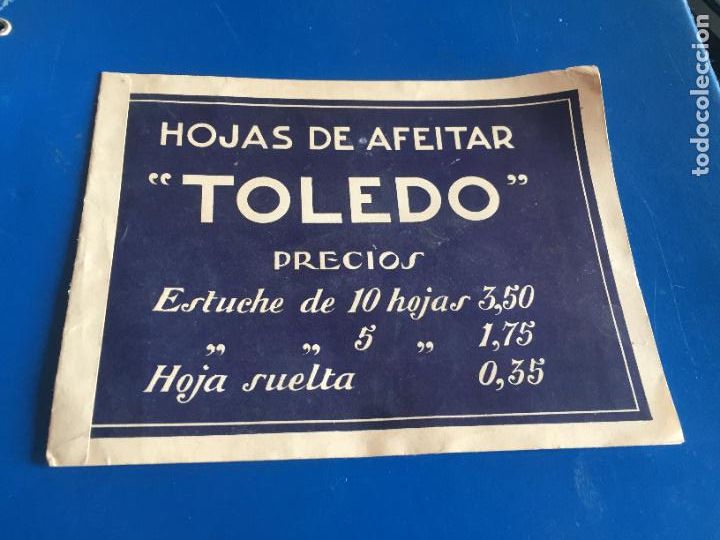 HOJAS DE AFEITAR
“TOLEDO”
PRECIOS
Estuche de 10 hojas 3,50
„ „ 5 „ 1,75
Hoja suelta 0,35
todocoleccion